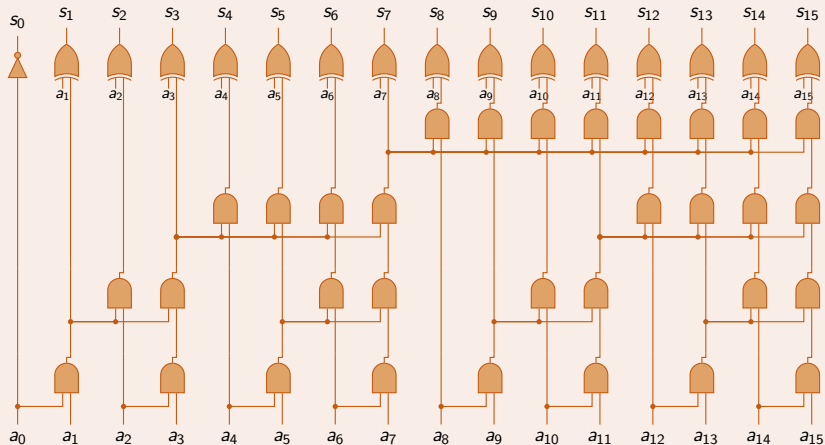 s0 s1 s2 s3 s4 s5 s6 s7 s8 s9 s10 s11 s12 s13 s14 s15
a1 a2 a3 a4 a5 a6 a7 a8 a9 a10 a11 a12 a13 a14 a15
a0 a1 a2 a3 a4 a5 a6 a7 a8 a9 a10 a11 a12 a13 a14 a15